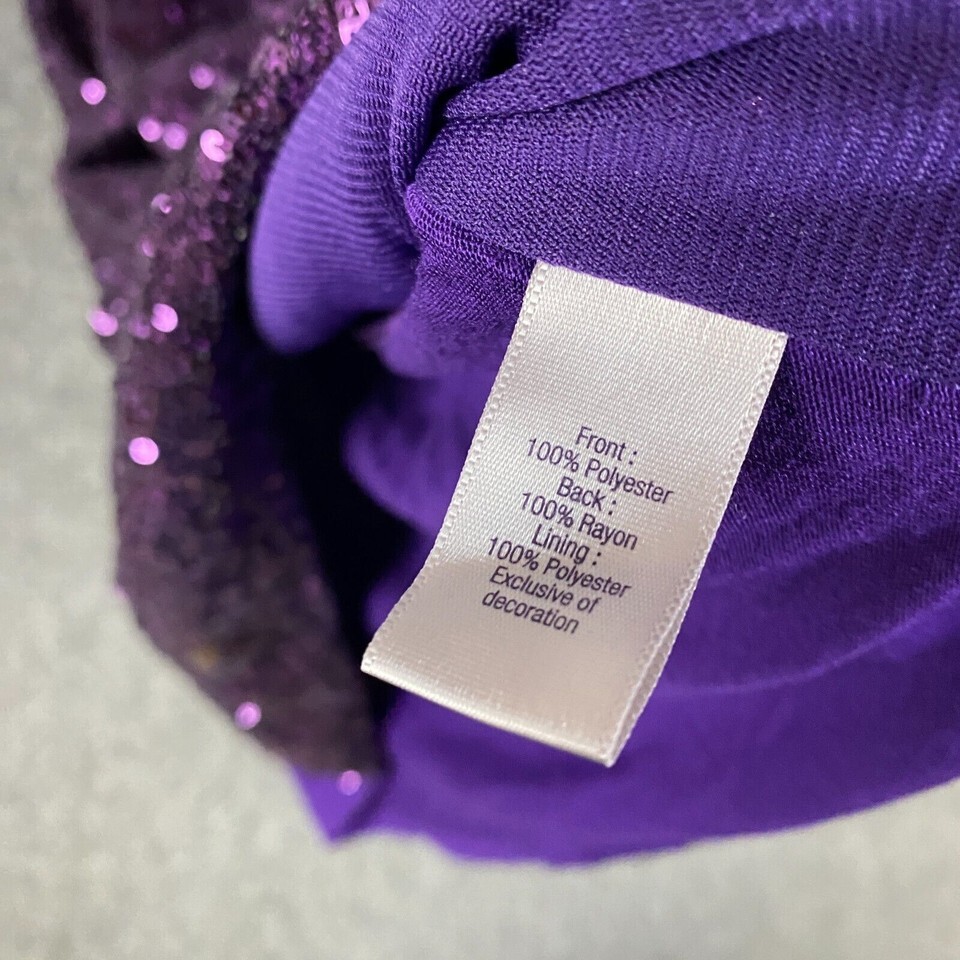 Front :
100% Polyester
Back :
100% Rayon
Lining :
100% Polyester
Exclusive of
decoration